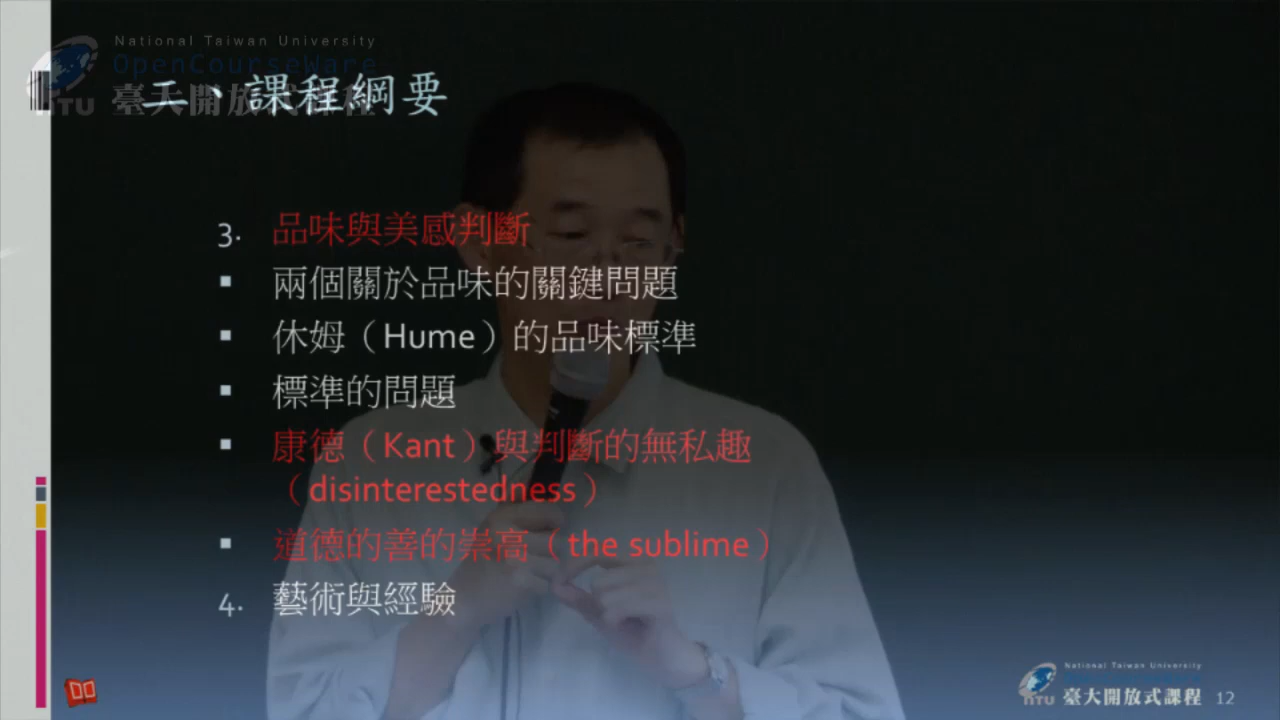 National Taiwan University
OpenCourseWare
NTU 臺大開放式課程
二、課程綱要
3. 品味與美感判斷
▪ 兩個關於品味的關鍵問題
▪ 休姆（Hume）的品味標準
▪ 標準的問題
▪ 康德（Kant）與判斷的無私趣
（disinterestedness）
▪ 道德的善的崇高（the sublime）
4. 藝術與經驗
National Taiwan University
NTU 臺大開放式課程 12